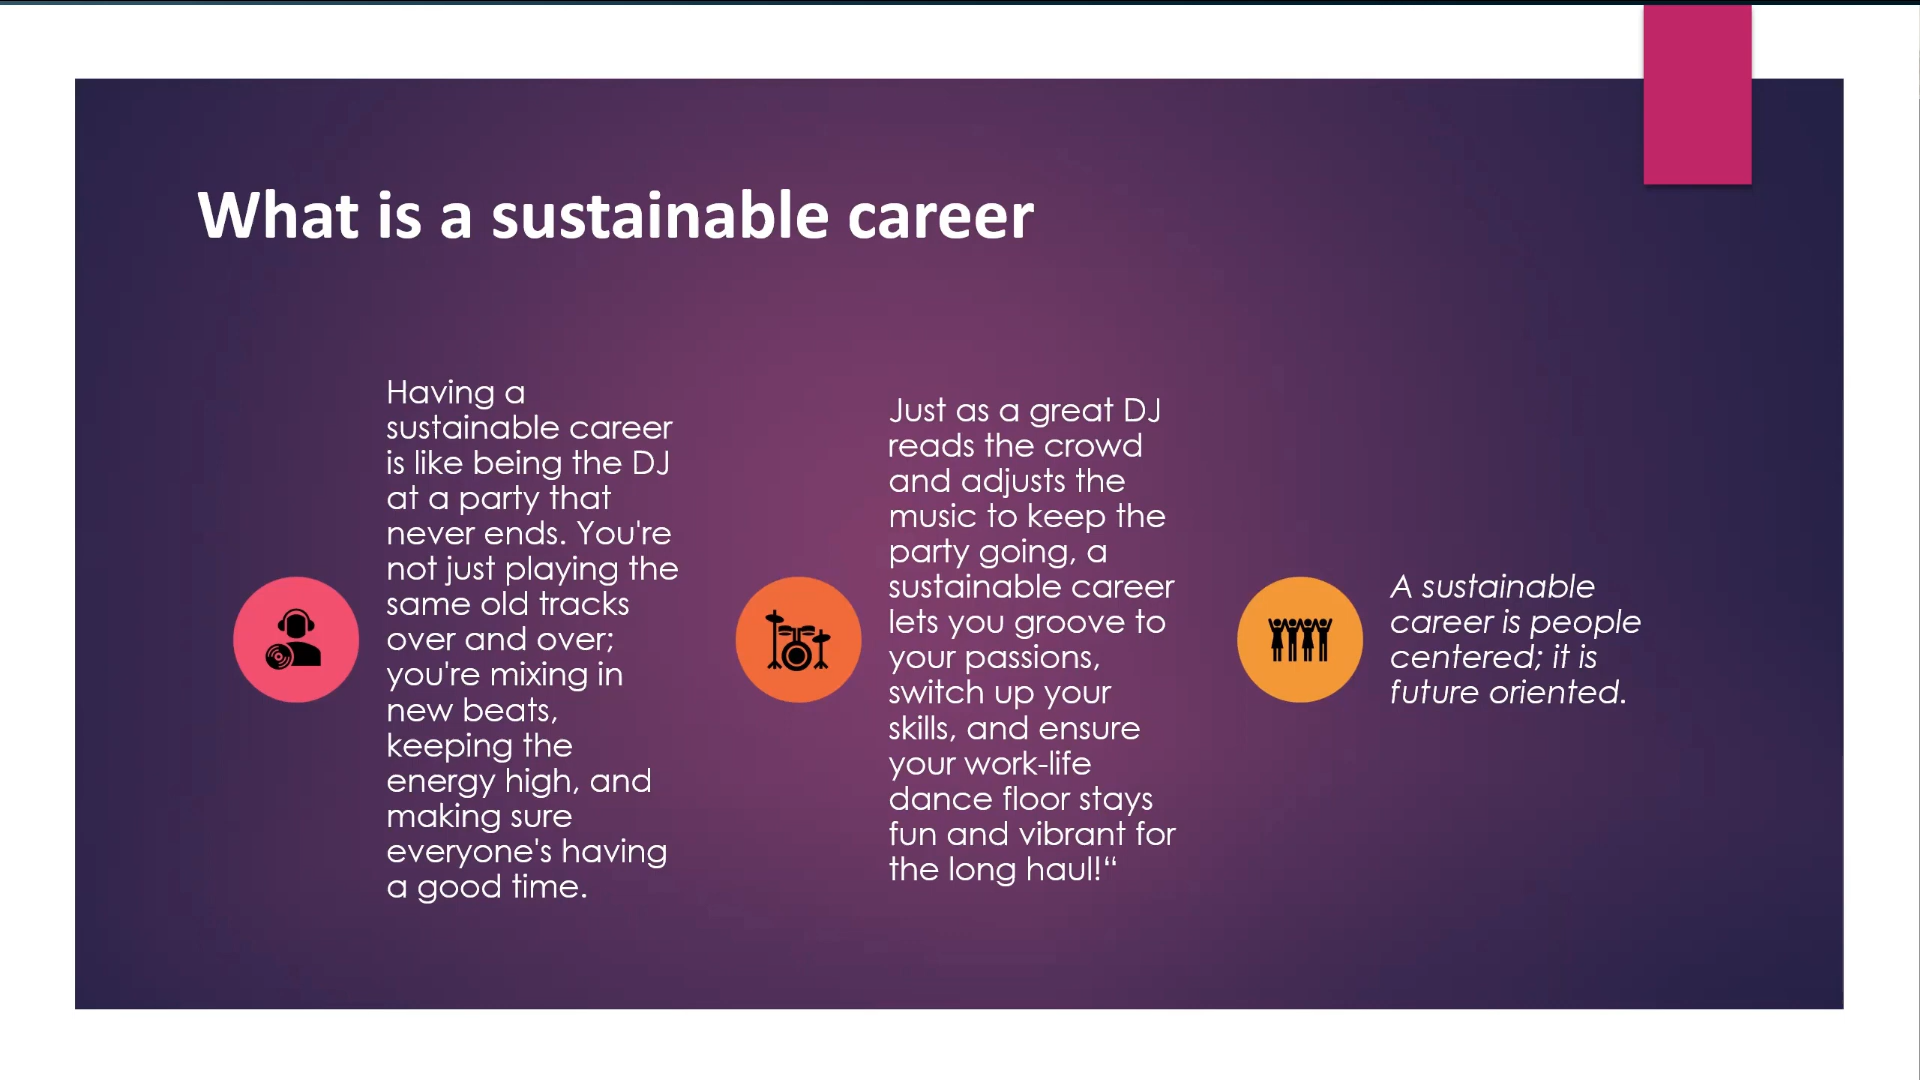 What is a sustainable career
Having a
sustainable career
is like being the DJ
at a party that
never ends. You're
not just playing the
same old tracks
over and over;
you're mixing in
new beats,
keeping the
energy high, and
making sure
everyone's having
a good time.
Just as a great DJ
reads the crowd
and adjusts the
music to keep the
party going, a
sustainable career
lets you groove to
your passions,
switch up your
skills, and ensure
your work-life
dance floor stays
fun and vibrant for
the long haul!“
A sustainable
career is people
centered; it is
future oriented.